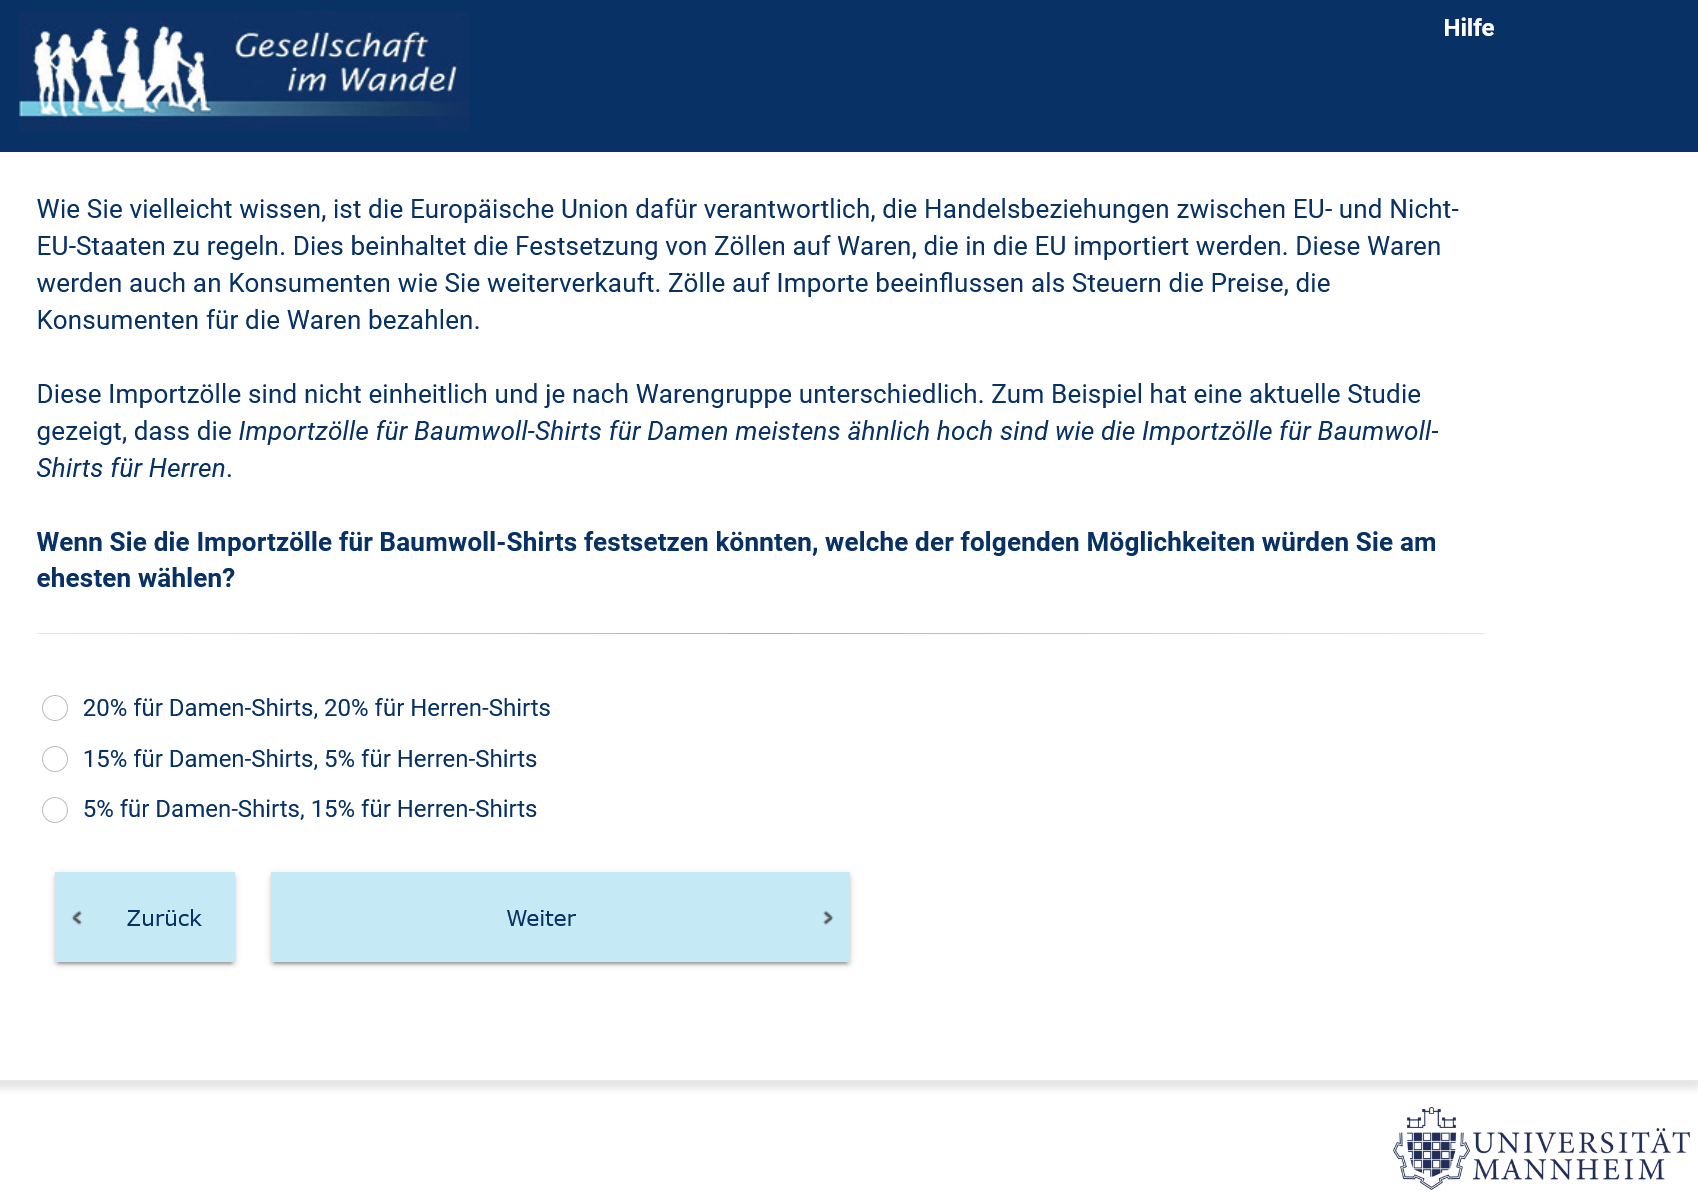 Gesellschaft
im Wandel
Hilfe
Wie Sie vielleicht wissen, ist die Europäische Union dafür verantwortlich, die Handelsbeziehungen zwischen EU- und Nicht-
EU-Staaten zu regeln. Dies beinhaltet die Festsetzung von Zöllen auf Waren, die in die EU importiert werden. Diese Waren
werden auch an Konsumenten wie Sie weiterverkauft. Zölle auf Importe beeinflussen als Steuern die Preise, die
Konsumenten für die Waren bezahlen.
Diese Importzölle sind nicht einheitlich und je nach Warengruppe unterschiedlich. Zum Beispiel hat eine aktuelle Studie
gezeigt, dass die Importzölle für Baumwoll-Shirts für Damen meistens ähnlich hoch sind wie die Importzölle für Baumwoll-
Shirts für Herren.
Wenn Sie die Importzölle für Baumwoll-Shirts festsetzen könnten, welche der folgenden Möglichkeiten würden Sie am
ehesten wählen?
20% für Damen-Shirts, 20% für Herren-Shirts
15% für Damen-Shirts, 5% für Herren-Shirts
5% für Damen-Shirts, 15% für Herren-Shirts
Zurück
Weiter
UNIVERSITÄT
MANNHEIM